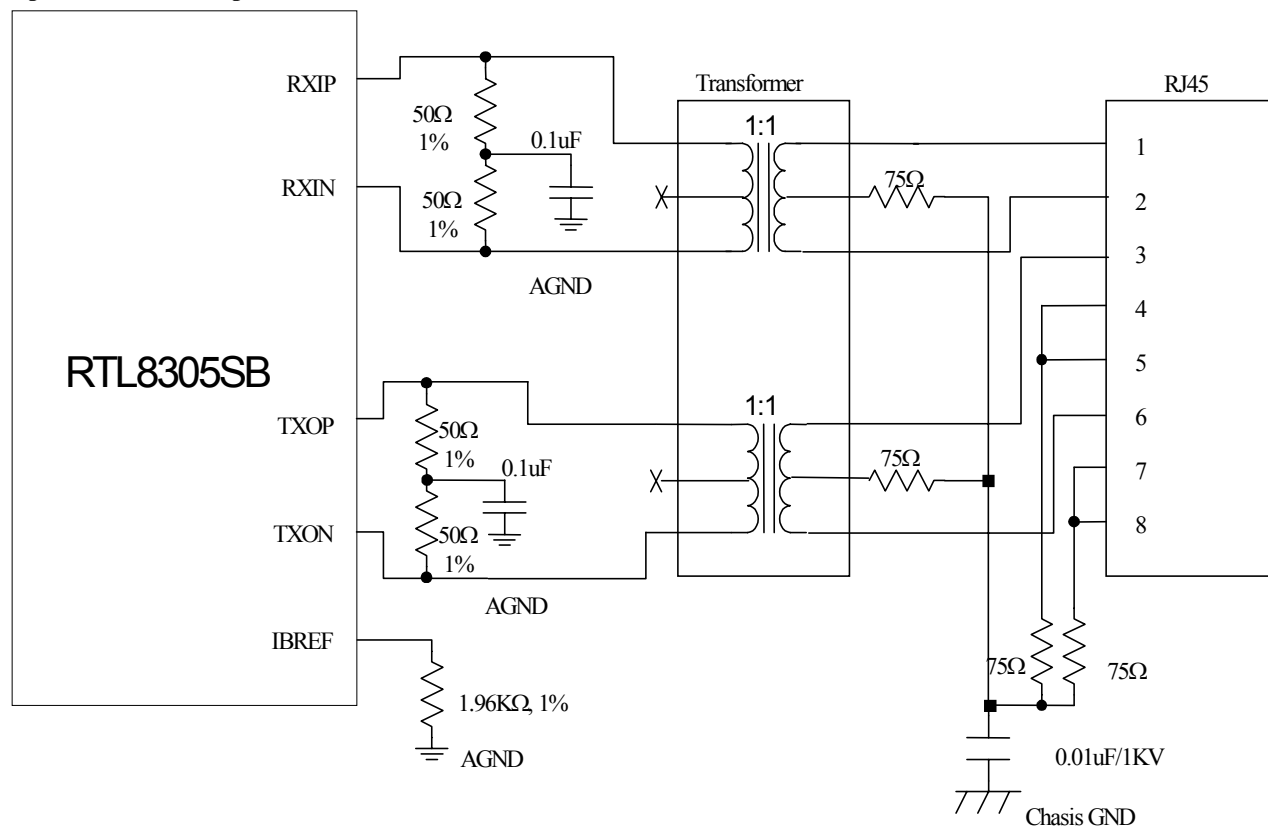 RTL8305SB
RXIP
RXIN
TXOP
TXON
IBREF
50Ω
1%
50Ω
1%
0.1uF
AGND
50Ω
1%
50Ω
1%
0.1uF
AGND
1.96KΩ, 1%
AGND
Transformer
1:1
1:1
75Ω
75Ω
RJ45
1
2
3
4
5
6
7
8
75Ω
75Ω
0.01uF/1KV
Chasis GND